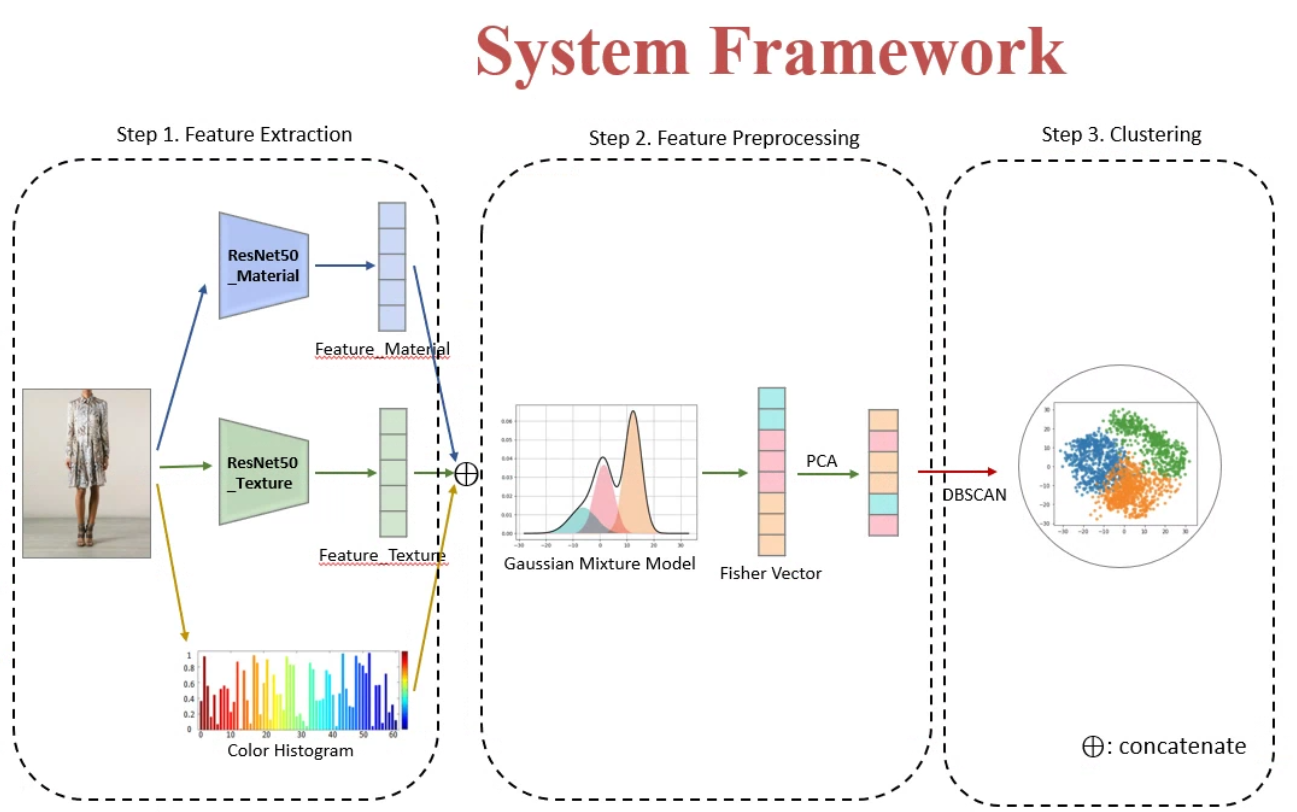 System Framework
Step 1. Feature Extraction
Step 2. Feature Preprocessing
Step 3. Clustering
ResNet50
_Material
Feature_Material
ResNet50
_Texture
Feature_Texture
1
0.8
0.6
0.4
0.2
0
0 10 20 30 40 50 60
Color Histogram
0.06
0.05
0.04
0.03
0.02
0.01
0.00
−30 −20 −10 0 10 20 30
Gaussian Mixture Model
Fisher Vector
PCA
DBSCAN
30
20
10
0
−10
−20
−30
−30 −20 −10 0 10 20 30
⊕: concatenate